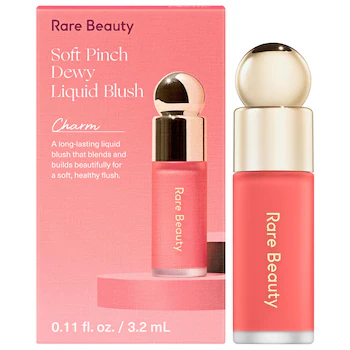 Rare Beauty
Soft Pinch
Dewy
Liquid Blush
Charm
A long-lasting liquid
blush that blends and
builds beautifully for
a soft, healthy flush.
Rare Beauty
0.11 fl. oz. / 3.2 mL
Rare Beauty